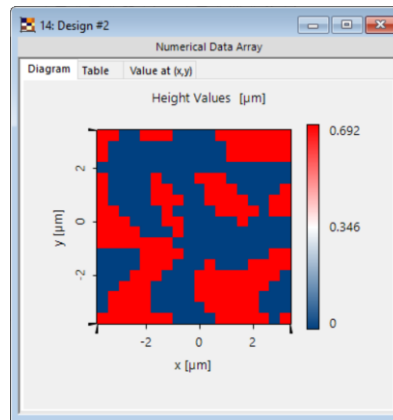 14: Design #2
Numerical Data Array
Diagram Table Value at (x,y)
Height Values [µm]
0.692
0.346
0
y [µm]
2
0
-2
-2 0 2
x [µm]